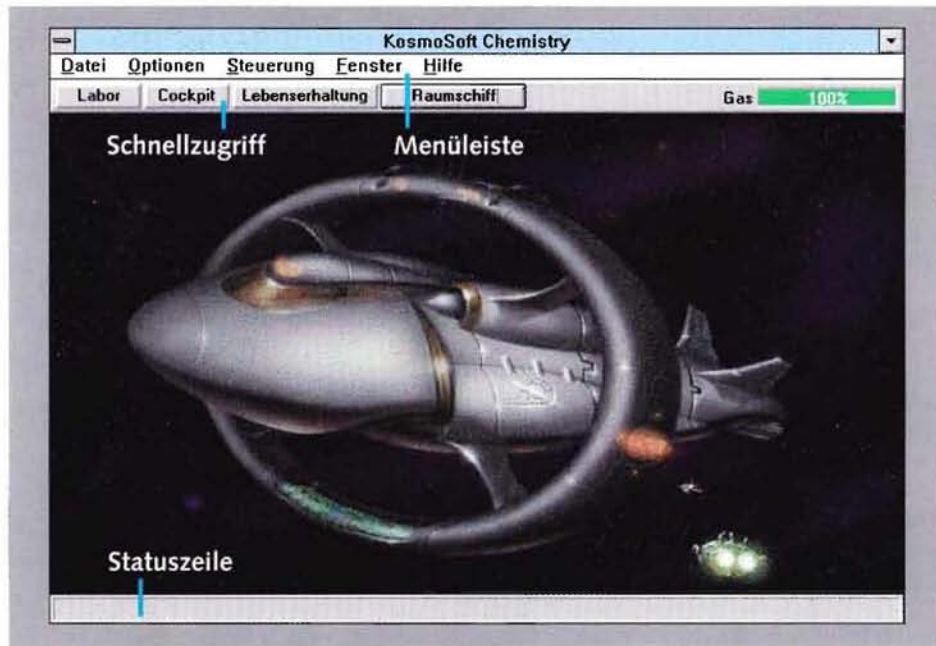 KosmoSoft Chemistry
Datei Optionen Steuerung Fenster Hilfe
Labor Cockpit Lebenserhaltung Raumschiff Gas 100%
Schnellzugriff Menüleiste
Statuszeile